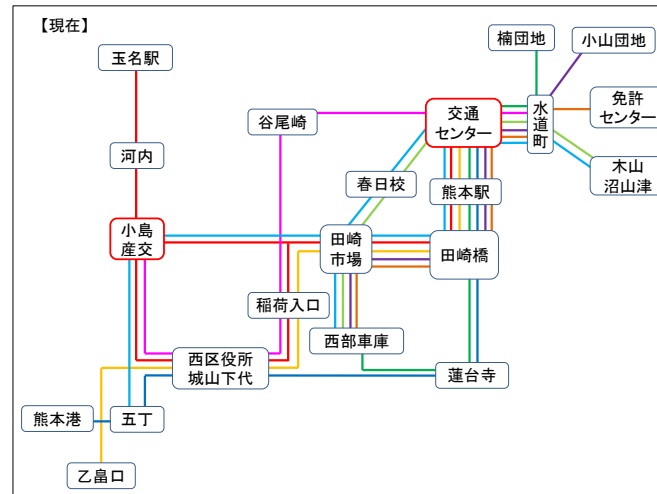 【現在】
玉名駅
河内
小島
産交
谷尾崎
春日校
交通
センター
熊本駅
田崎
市場
田崎橋
稲荷入口
西部車庫
西区役所
城山下代
蓮台寺
熊本港
五丁
乙畠口
楠団地
小山団地
水
道
町
免許
センター
木山
沼山津